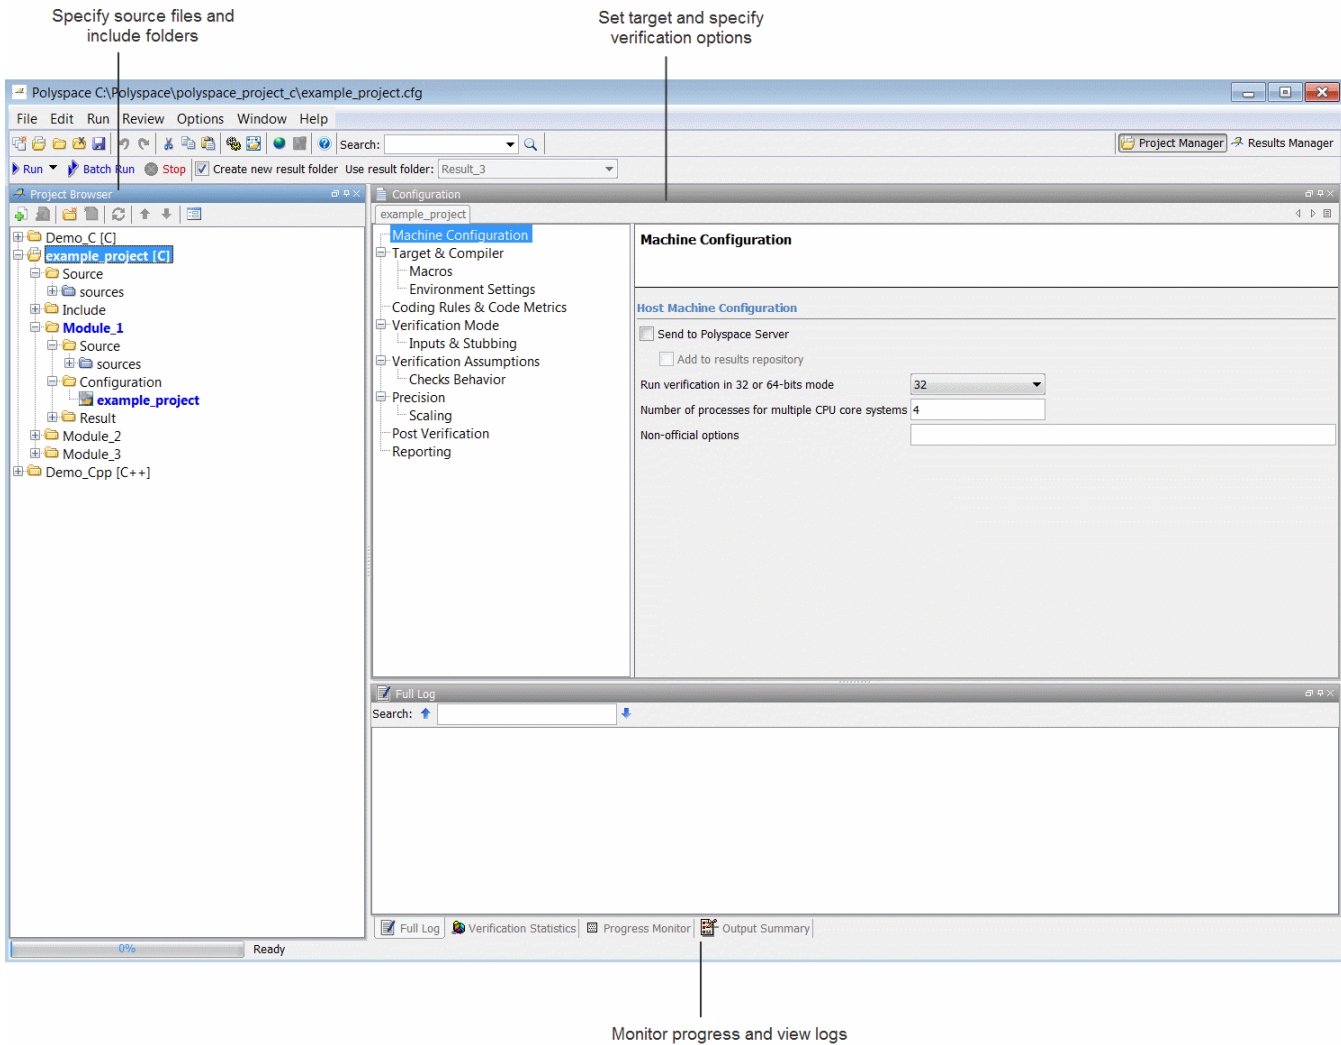 Specify source files and
include folders
Set target and specify
verification options
Polyspace C:\Polyspace\polyspace_project_c\example_project.cfg
File Edit Run Review Options Window Help
Search:
Project Manager Results Manager
Run Batch Run Stop Create new result folder Use result folder: Result_3
Project Browser
Demo_C [C]
example_project [C]
Source
sources
Include
Module_1
Source
sources
Configuration
example_project
Result
Module_2
Module_3
Demo_Cpp [C++]
Configuration
example_project
Machine Configuration
Target & Compiler
Macros
Environment Settings
Coding Rules & Code Metrics
Verification Mode
Inputs & Stubbing
Verification Assumptions
Checks Behavior
Precision
Scaling
Post Verification
Reporting
Machine Configuration
Host Machine Configuration
Send to Polyspace Server
Add to results repository
Run verification in 32 or 64-bits mode 32
Number of processes for multiple CPU core systems 4
Non-official options
Full Log
Search:
Full Log Verification Statistics Progress Monitor Output Summary
0% Ready
Monitor progress and view logs